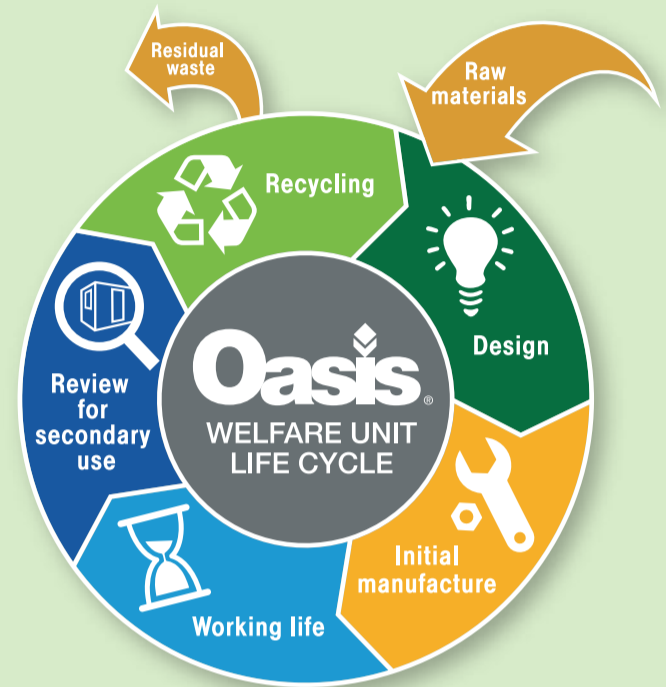 Residual
waste
Raw
materials
Recycling
Design
Oasis®
WELFARE UNIT
LIFE CYCLE
Review
for
secondary
use
Initial
manufacture
Working life